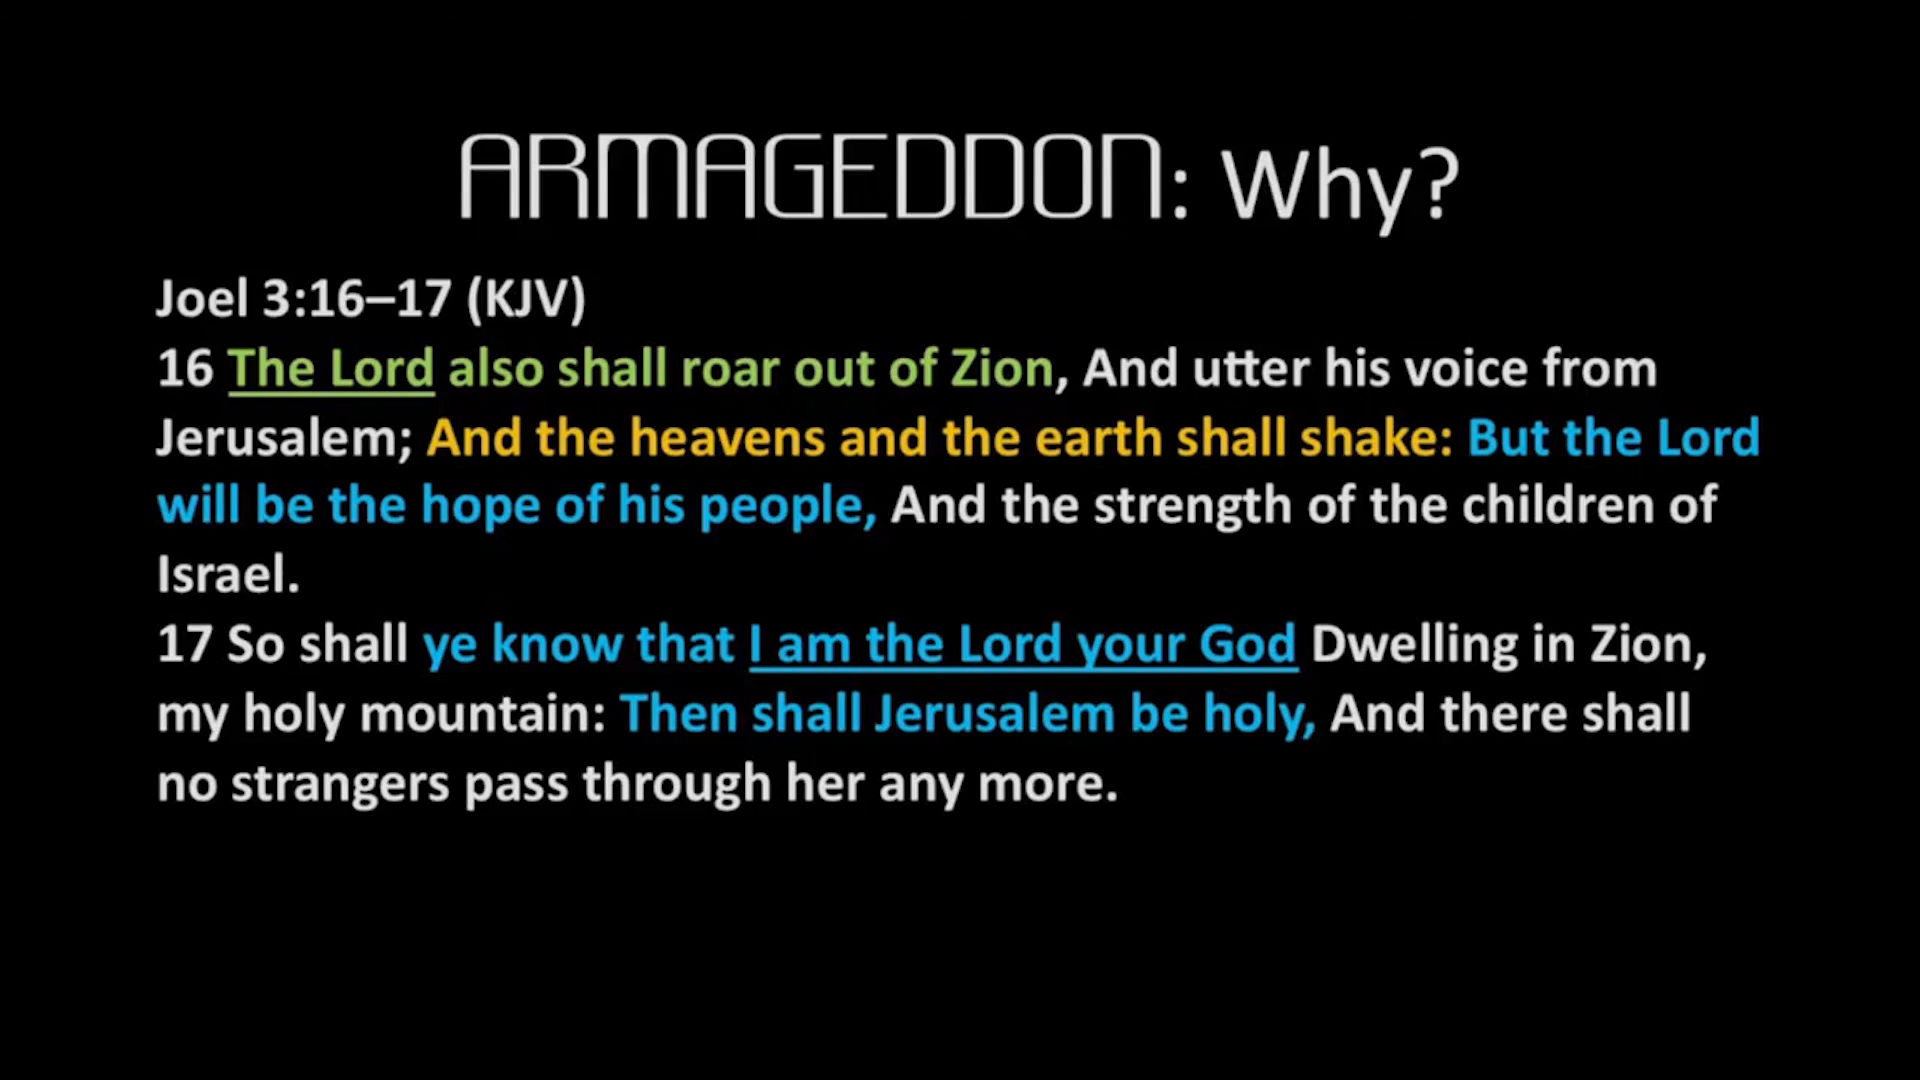 ARMAGEDDON: Why?
Joel 3:16–17 (KJV)
16 The Lord also shall roar out of Zion, And utter his voice from
Jerusalem; And the heavens and the earth shall shake: But the Lord
will be the hope of his people, And the strength of the children of
Israel.
17 So shall ye know that I am the Lord your God Dwelling in Zion,
my holy mountain: Then shall Jerusalem be holy, And there shall
no strangers pass through her any more.